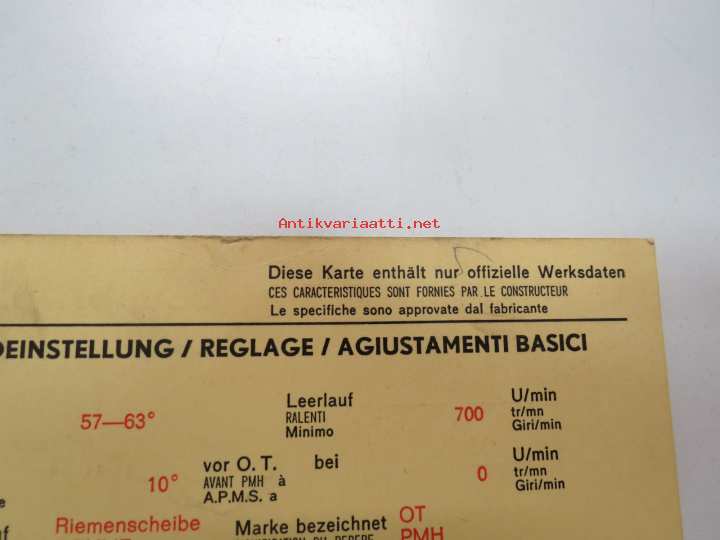 Antikvariaatti.net
Diese Karte enthält nur offizielle Werksdaten
CES CARACTERISTIQUES SONT FORNIES PAR LE CONSTRUCTEUR
Le specifiche sono approvate dal fabricante
DEINSTELLUNG / REGLAGE / AGIUSTAMENTI BASICI
57—63° Leerlauf 700 U/min
RALENTI tr/mn
Minimo Giri/min
10° vor O. T. bei 0 U/min
AVANT PMH à tr/mn
A.P.M.S. a Giri/min
Riemenscheibe Marke bezeichnet OT
PMH